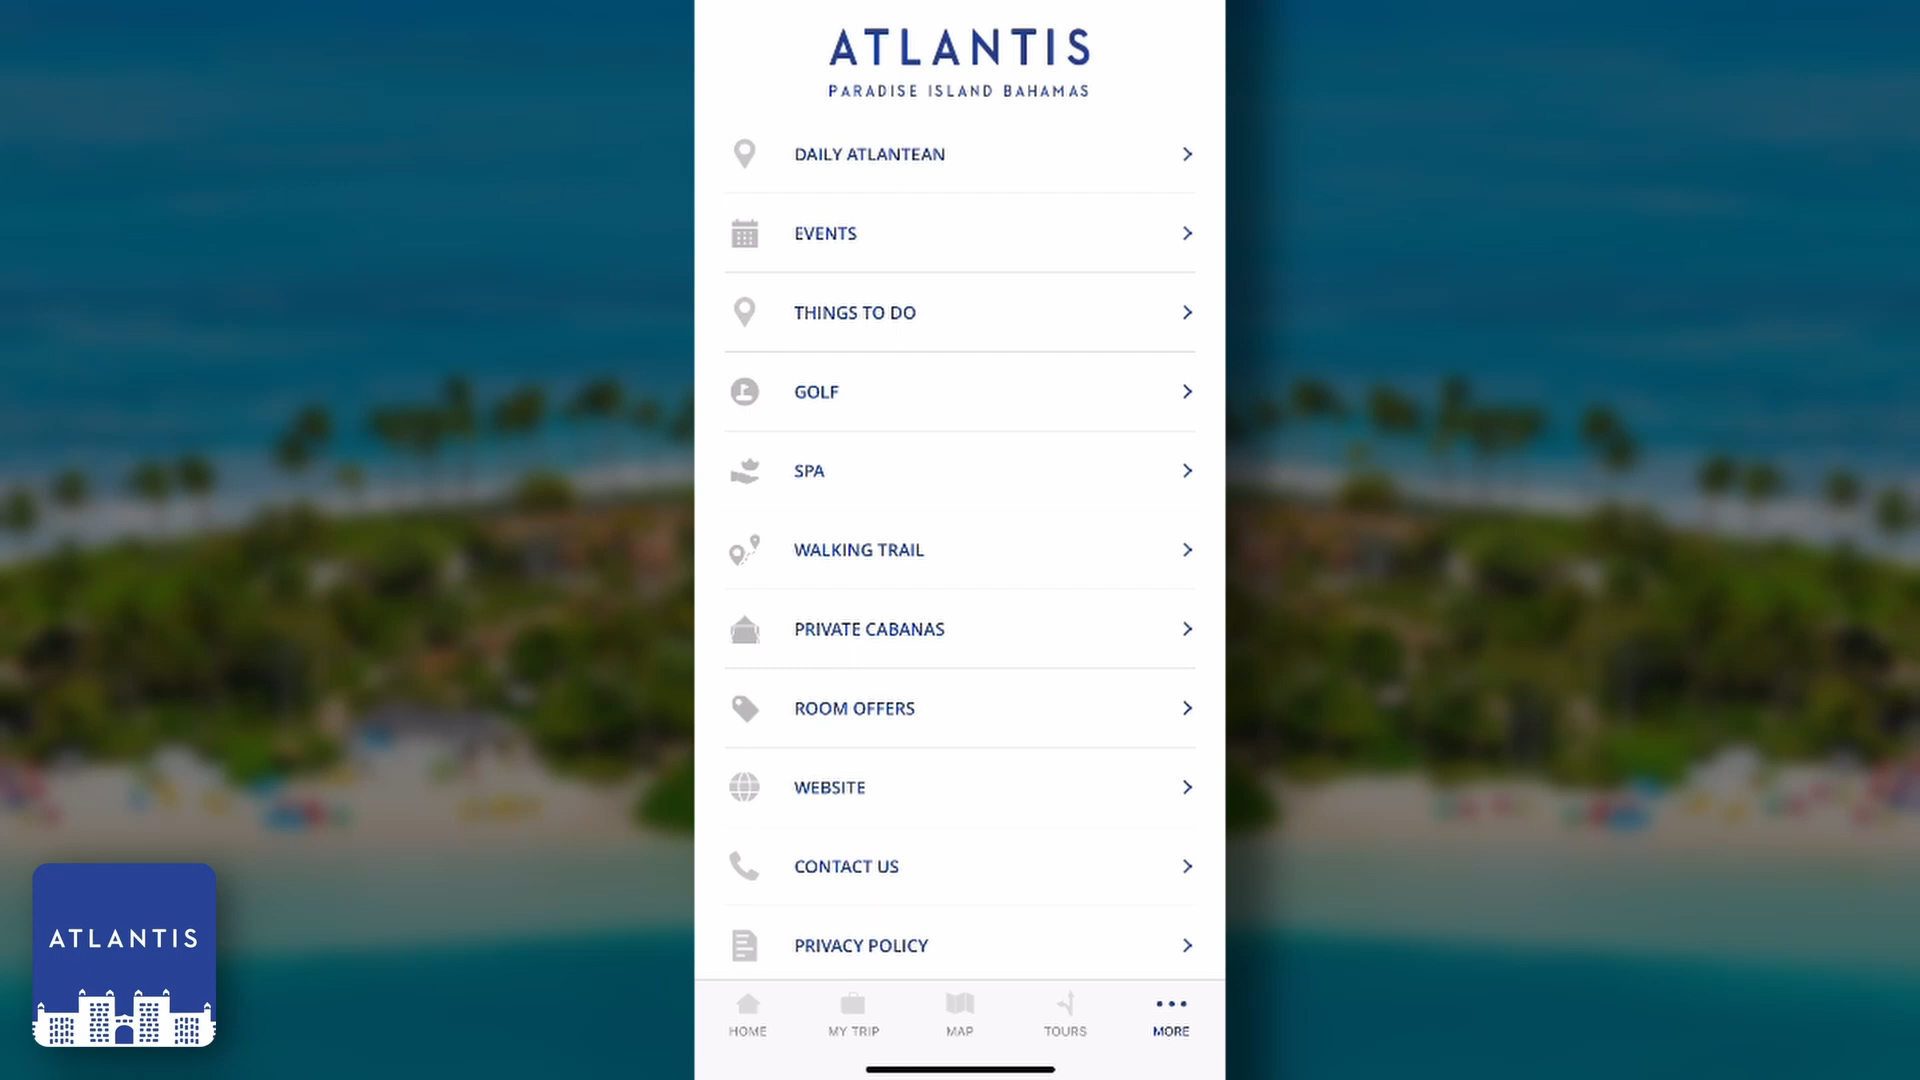 ATLANTIS
PARADISE ISLAND BAHAMAS
DAILY ATLANTEAN
EVENTS
THINGS TO DO
GOLF
SPA
WALKING TRAIL
PRIVATE CABANAS
ROOM OFFERS
WEBSITE
CONTACT US
PRIVACY POLICY
HOME
MY TRIP
MAP
TOURS
MORE
ATLANTIS